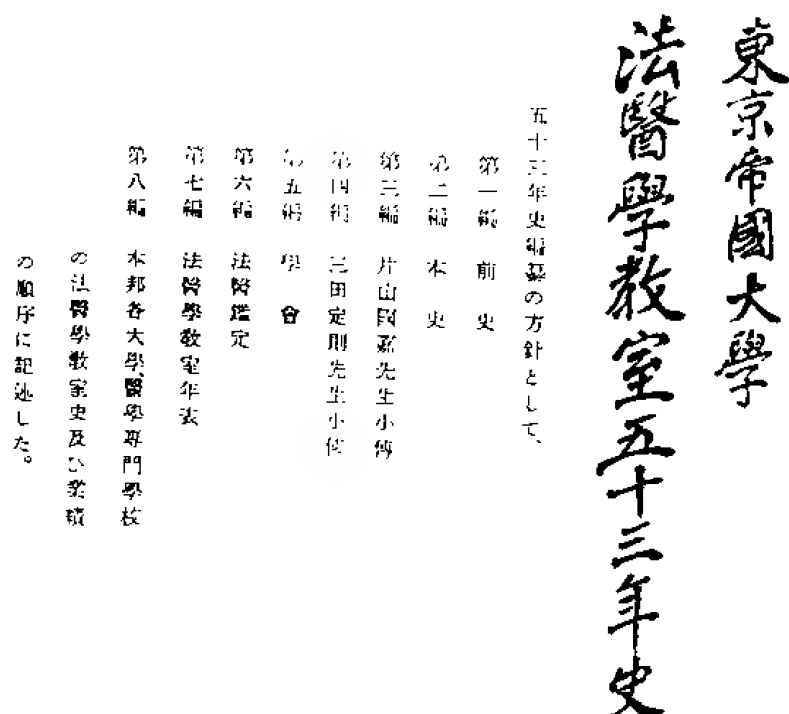 東京帝國大學
法醫學教室五十三年史
五十三年史編纂の方針として、
第一編　前史
第二編　本史
第三編　片山國嘉先生小傳
第四編　三田定則先生小傳
第五編　學會
第六編　法醫鑑定
第七編　法醫學教室年表
第八編　本邦各大學、醫學專門學校
の法醫學教室史及び業績
の順序に記述した。